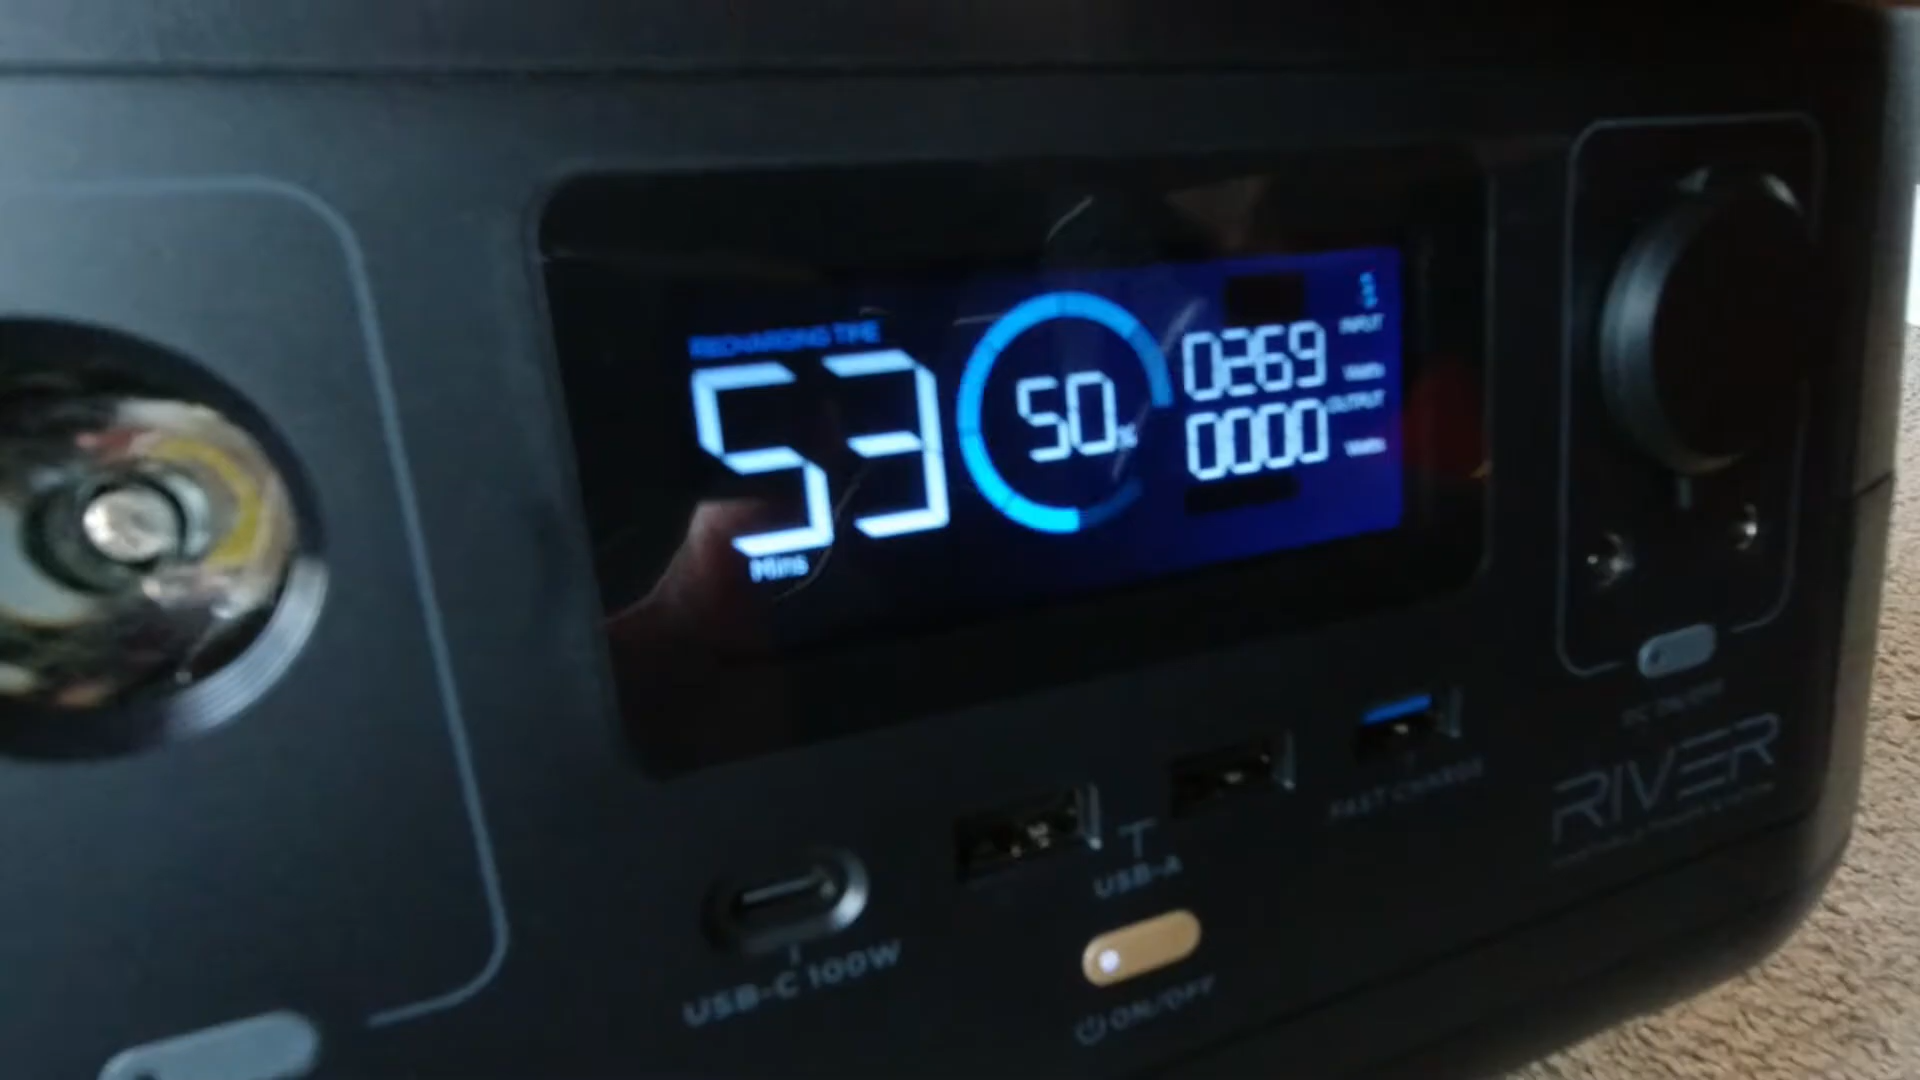 RECHARGING TIME
53
Mins
50%
0269
INPUT
Watts
0000
OUTPUT
Watts
USB-C 100W
USB-A
FAST CHARGE
ON/OFF
RIVER